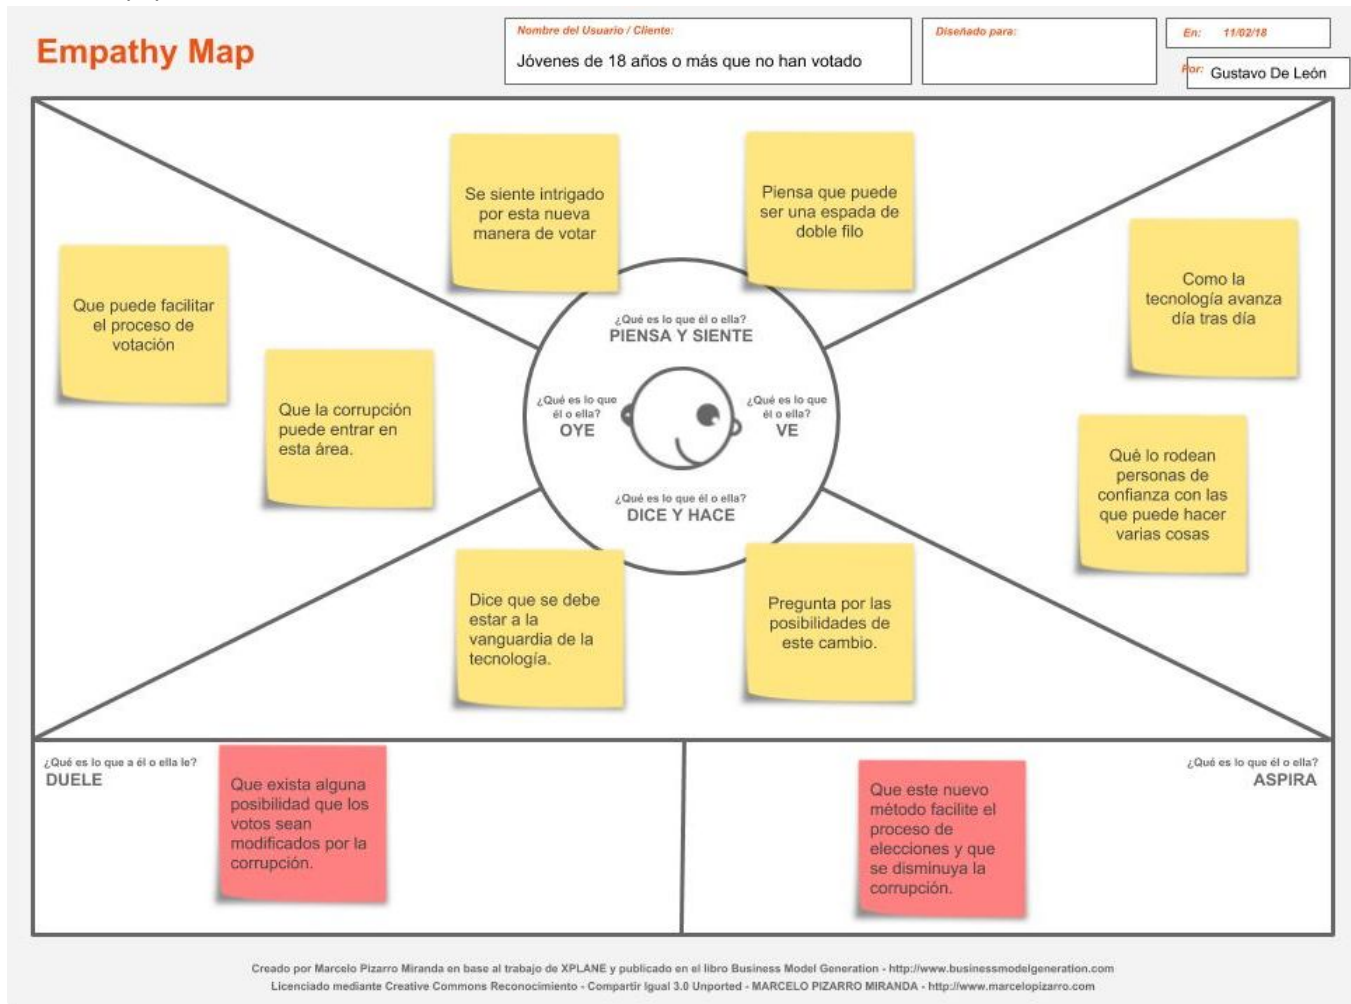 Empathy Map
Nombre del Usuario / Cliente:
Jóvenes de 18 años o más que no han votado
Diseñado para:
En: 11/02/18
Por: Gustavo De León
Se siente intrigado
por esta nueva
manera de votar
Piensa que puede
ser una espada de
doble filo
Que puede facilitar
el proceso de
votación
Que la corrupción
puede entrar en
esta área.
Como la
tecnología avanza
día tras día
Qué lo rodean
personas de
confianza con las
que puede hacer
varias cosas
¿Qué es lo que él o ella?
PIENSA Y SIENTE
¿Qué es lo que
él o ella?
OYE
¿Qué es lo que
él o ella?
VE
¿Qué es lo que él o ella?
DICE Y HACE
Dice que se debe
estar a la
vanguardia de la
tecnología.
Pregunta por las
posibilidades de
este cambio.
¿Qué es lo que a él o ella le?
DUELE
Que exista alguna
posibilidad que los
votos sean
modificados por la
corrupción.
¿Qué es lo que él o ella?
ASPIRA
Que este nuevo
método facilite el
proceso de
elecciones y que
se disminuya la
corrupción.
Creado por Marcelo Pizarro Miranda en base al trabajo de XPLANE y publicado en el libro Business Model Generation - http://www.businessmodelgeneration.com
Licenciado mediante Creative Commons Reconocimiento - Compartir Igual 3.0 Unported - MARCELO PIZARRO MIRANDA - http://www.marcelopizarro.com